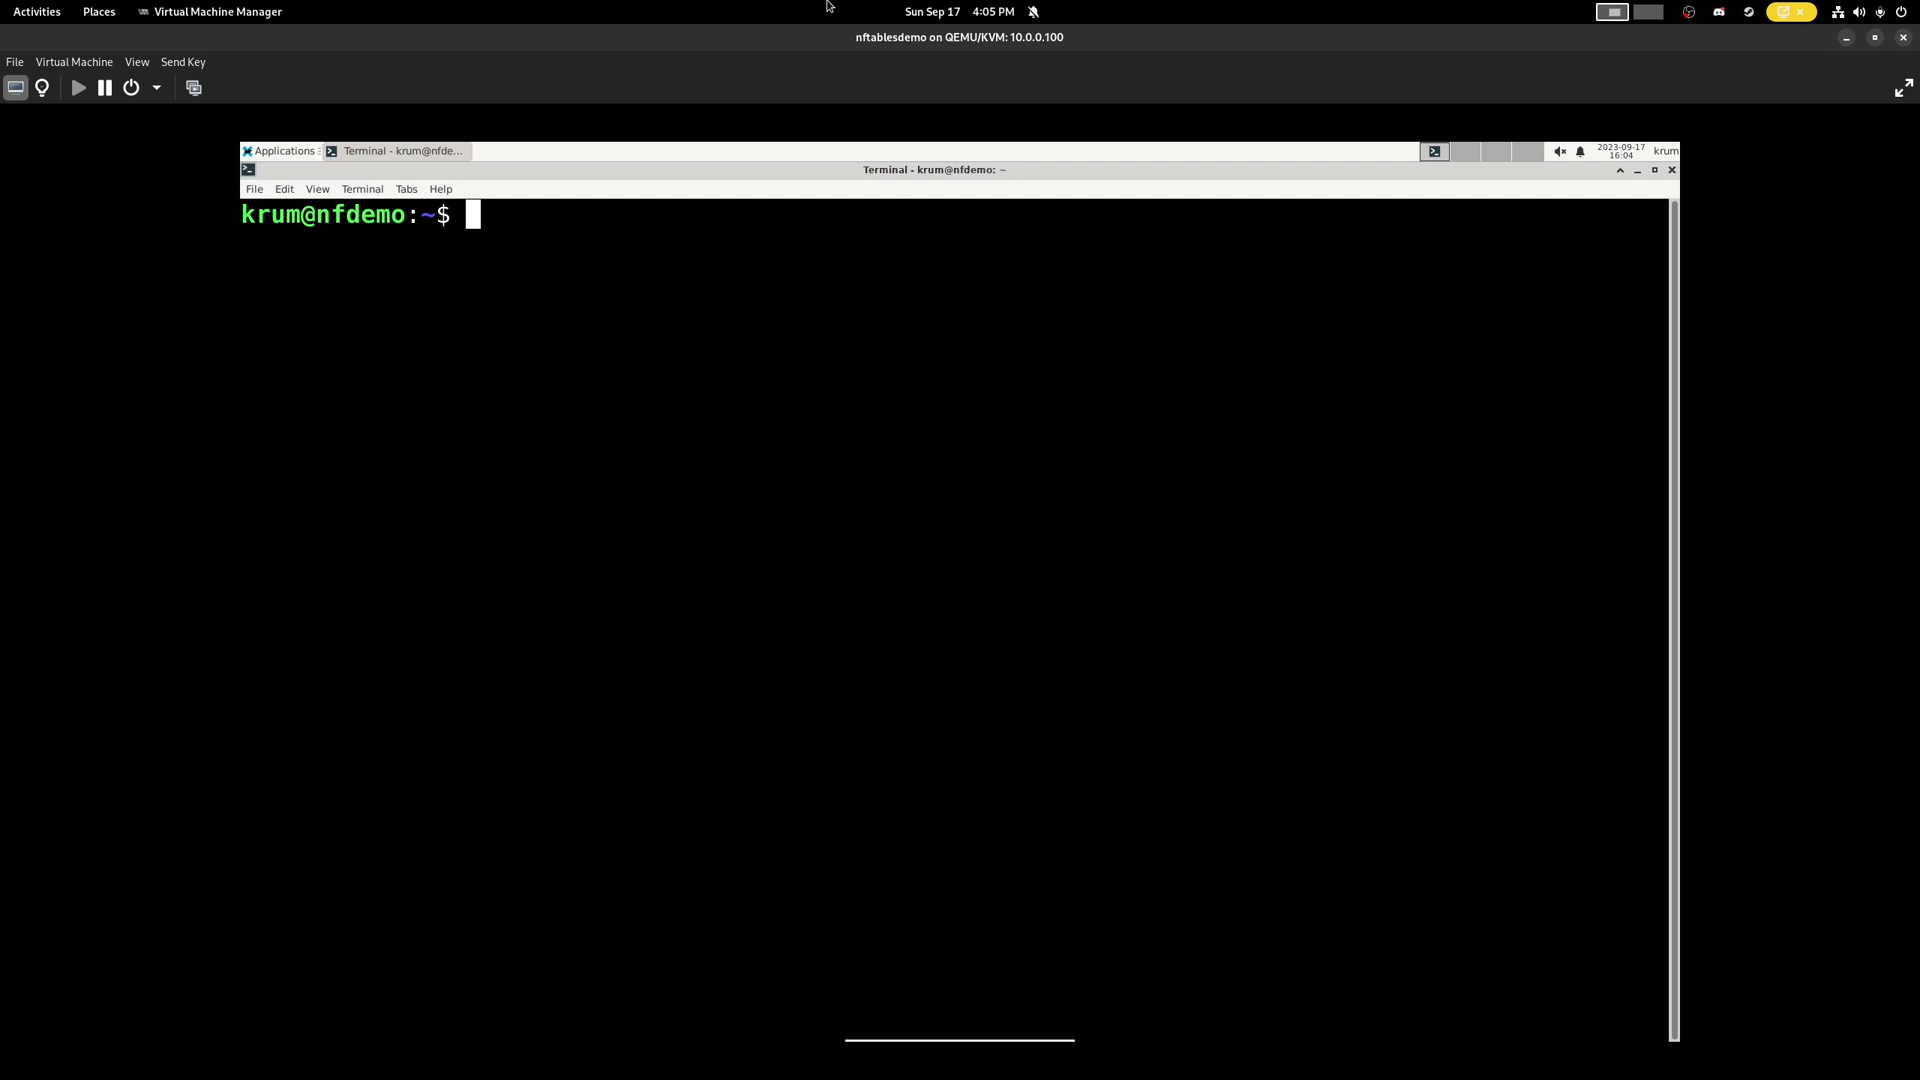 Activities Places Virtual Machine Manager Sun Sep 17 4:05 PM
nftablesdemo on QEMU/KVM: 10.0.0.100
File Virtual Machine View Send Key
Applications Terminal - krum@nfde... 2023-09-17 16:04 krum
Terminal - krum@nfdemo: ~
File Edit View Terminal Tabs Help
krum@nfdemo:~$